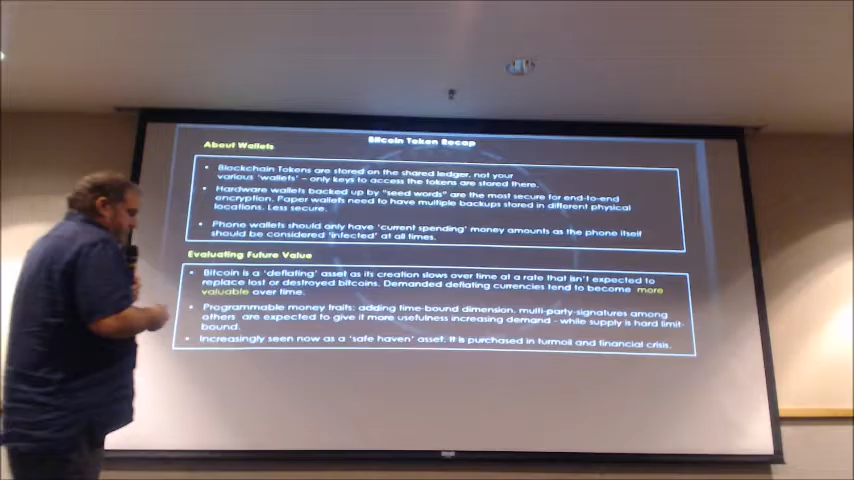 Bitcoin Token Recap
About Wallets
• Blockchain Tokens are stored on the shared ledger, not your
various 'wallets' – only keys to access the tokens are stored there.
• Hardware wallets backed up by "seed words" are the most secure for end-to-end
encryption. Paper wallets need to have multiple backups stored in different physical
locations. Less secure.
• Phone wallets should only have 'current spending' money amounts as the phone itself
should be considered 'infected' at all times.
Evaluating Future Value
• Bitcoin is a 'deflating' asset as its creation slows over time at a rate that isn't expected to
replace lost or destroyed bitcoins. Demanded deflating currencies tend to become more
valuable over time.
• Programmable money traits: adding time-bound dimension, multi-party-signatures among
others are expected to give it more usefulness increasing demand - while supply is hard limit-
bound.
• Increasingly seen now as a 'safe haven' asset. It is purchased in turmoil and financial crisis.